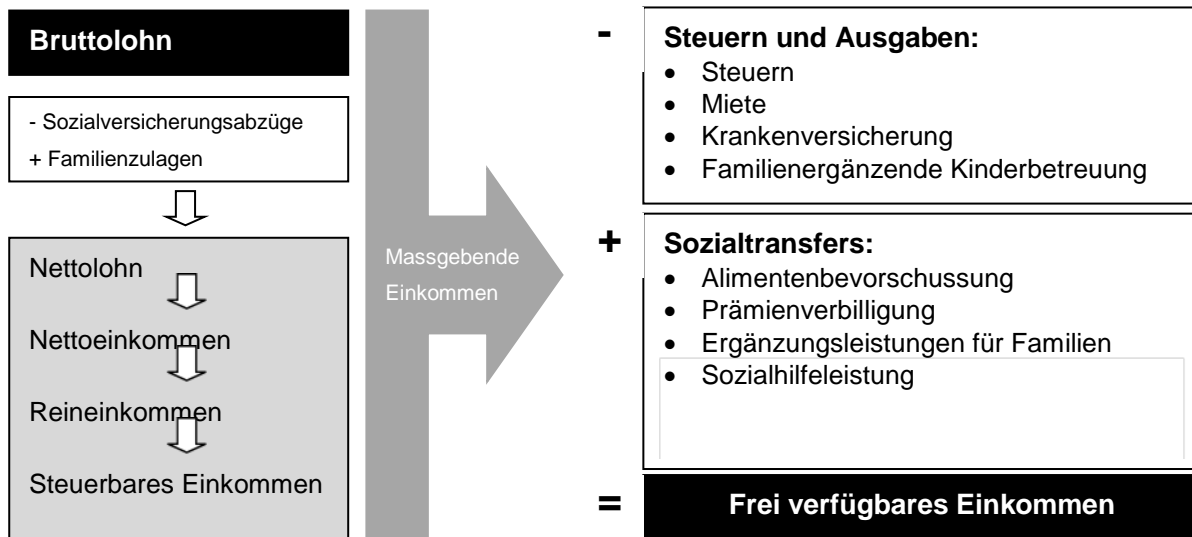 Bruttolohn
- Sozialversicherungsabzüge
+ Familienzulagen
Nettolohn
Nettoeinkommen
Reineinkommen
Steuerbares Einkommen
Massgebende
Einkommen
-
Steuern und Ausgaben:
• Steuern
• Miete
• Krankenversicherung
• Familienergänzende Kinderbetreuung
+
Sozialtransfers:
• Alimentenbevorschussung
• Prämienverbilligung
• Ergänzungsleistungen für Familien
• Sozialhilfeleistung
=
Frei verfügbares Einkommen